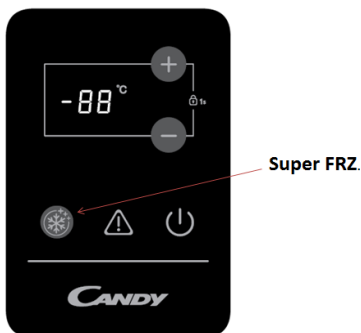 +
-88 °C
1s
−
Super FRZ.
CANDY